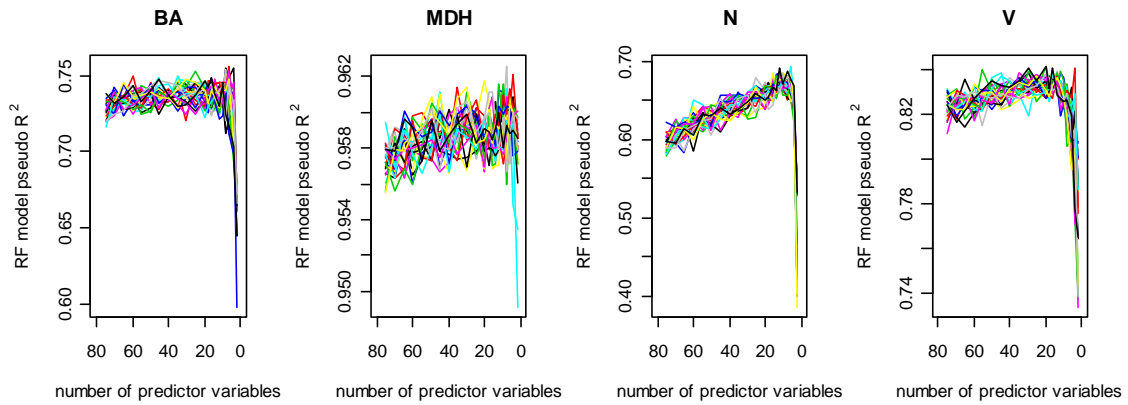 BA
RF model pseudo R²
0.75
0.70
0.65
0.60
80 60 40 20 0
number of predictor variables
MDH
RF model pseudo R²
0.962
0.958
0.954
0.950
80 60 40 20 0
number of predictor variables
N
RF model pseudo R²
0.70
0.60
0.50
0.40
80 60 40 20 0
number of predictor variables
V
RF model pseudo R²
0.82
0.78
0.74
80 60 40 20 0
number of predictor variables